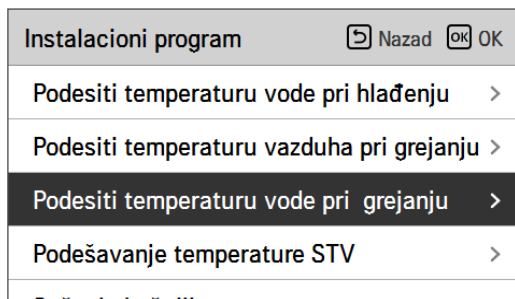 Instalacioni program Nazad OK OK
Podesiti temperaturu vode pri hlađenju
Podesiti temperaturu vazduha pri grejanju
Podesiti temperaturu vode pri grejanju
Podešavanje temperature STV